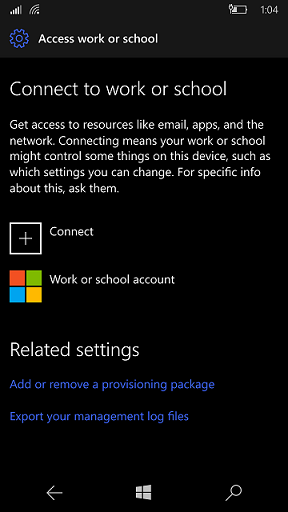 1:04
Access work or school
Connect to work or school
Get access to resources like email, apps, and the
network. Connecting means your work or school
might control some things on this device, such as
which settings you can change. For specific info
about this, ask them.
Connect
Work or school account
Related settings
Add or remove a provisioning package
Export your management log files